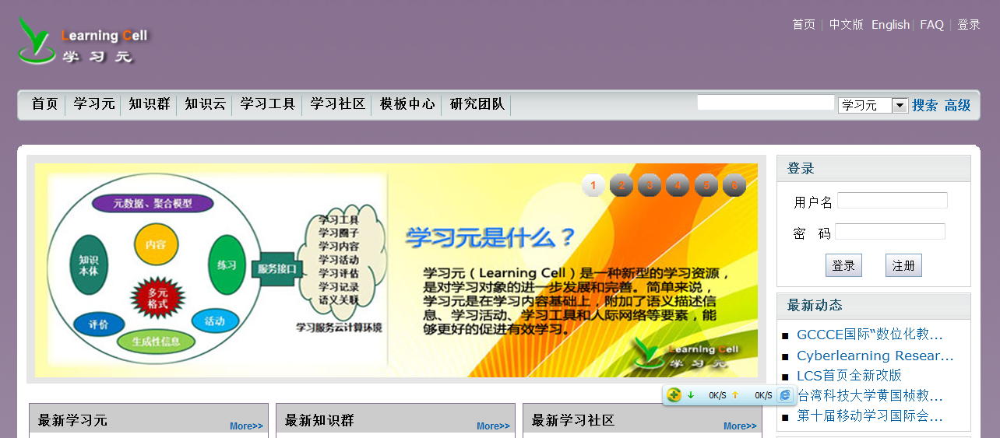 Learning Cell
学习元
首页 | 中文版 English | FAQ | 登录
首页 学习元 知识群 知识云 学习工具 学习社区 模板中心 研究团队
学习元 搜索 高级
元数据、聚合模型
内容
知识
本体
练习
多元
格式
评价
活动
生成性信息
服务接口
学习工具
学习圈子
学习内容
学习活动
学习评估
学习记录
语义关联
学习服务云计算环境
1 2 3 4 5 6
学习元是什么？
学习元（Learning Cell）是一种新型的学习资源，
是对学习对象的进一步发展和完善。简单来说，
学习元是在学习内容基础上，附加了语义描述信
息、学习活动、学习工具和人际网络等要素，能
够更好的促进有效学习。
Learning Cell
学习元
登录
用户名
密 码
登录 注册
最新动态
GCCCE国际“数位化教...
Cyberlearning Resear...
LCS首页全新改版
台湾科技大学黄国桢教...
第十届移动学习国际会...
0K/S 0K/S
最新学习元 More>>
最新知识群 More>>
最新学习社区 More>>